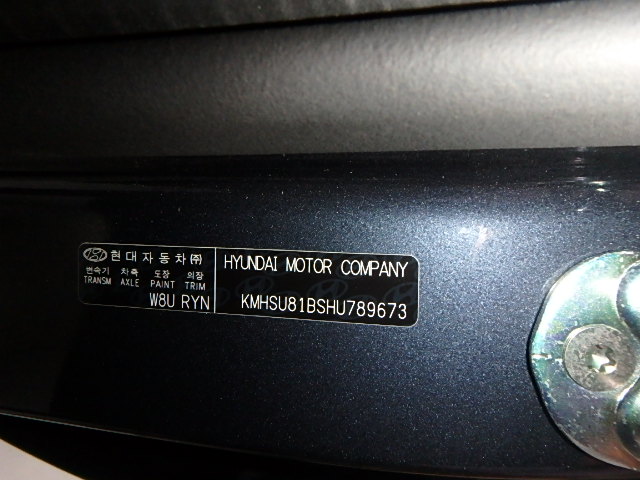 현대자동차㈜
변속기 차축 도장 의장
TRANSM AXLE PAINT TRIM
W8U RYN
HYUNDAI MOTOR COMPANY
KMHSU81BSHU789673